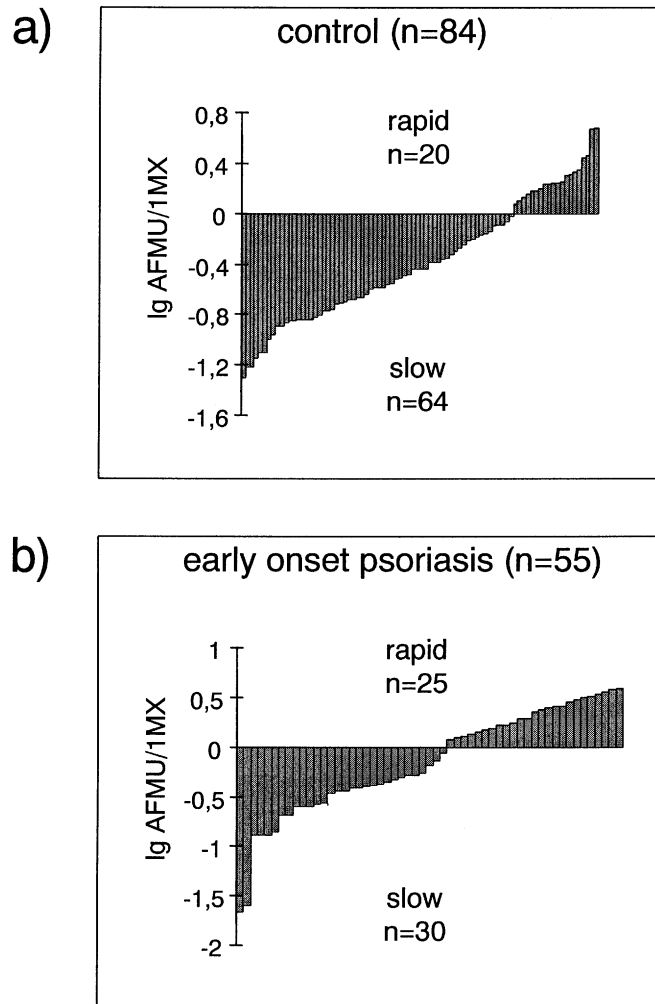 a)
control (n=84)
0,8
0,4
0
-0,4
-0,8
-1,2
-1,6
lg AFMU/1MX
rapid
n=20
slow
n=64
b)
early onset psoriasis (n=55)
1
0,5
0
-0,5
-1
-1,5
-2
lg AFMU/1MX
rapid
n=25
slow
n=30